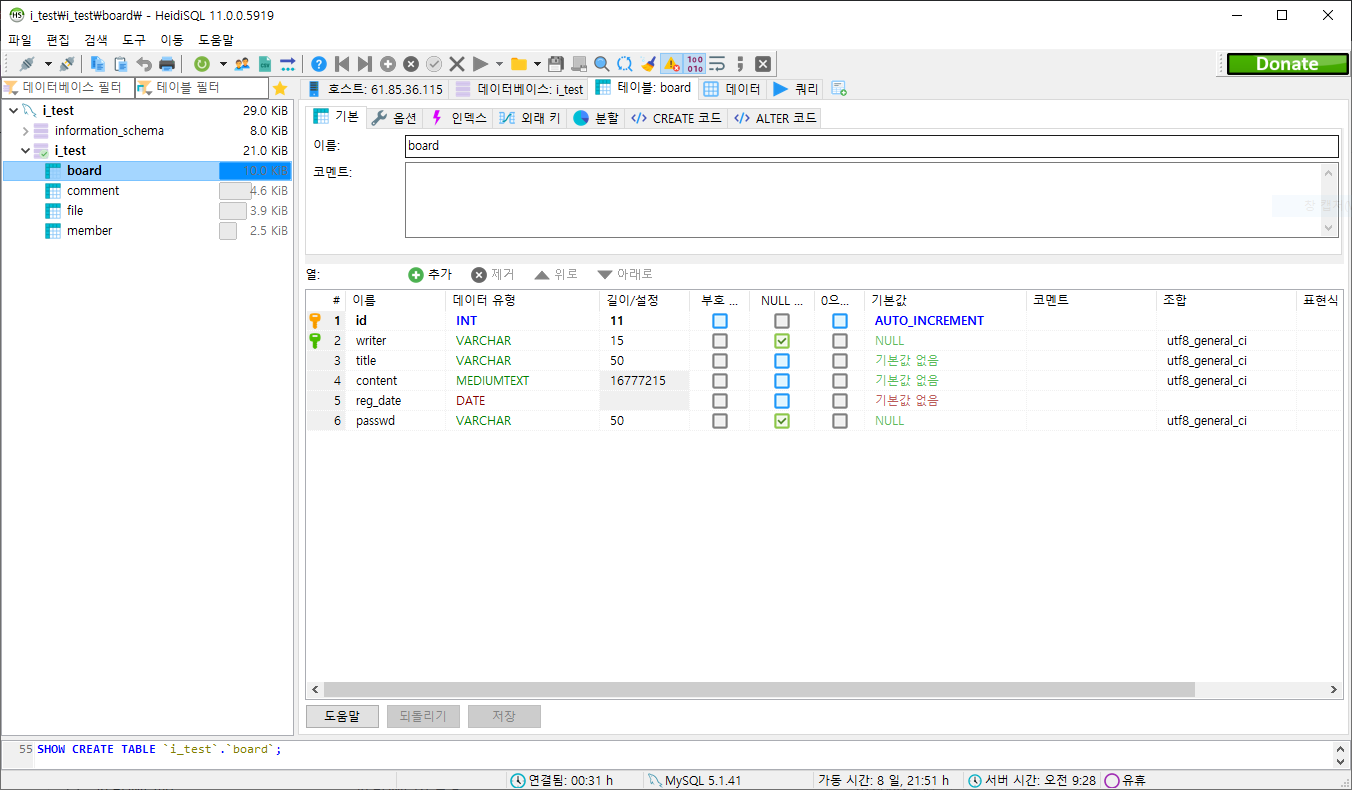 i_test\i_test\board\ - HeidiSQL 11.0.0.5919
파일 편집 검색 도구 이동 도움말
Donate
데이터베이스 필터 테이블 필터
호스트: 61.85.36.115 데이터베이스: i_test 테이블: board 데이터 쿼리
i_test 29.0 KiB
information_schema 8.0 KiB
i_test 21.0 KiB
board 10.0 KiB
comment 4.6 KiB
file 3.9 KiB
member 2.5 KiB
기본 옵션 인덱스 외래 키 분할 CREATE 코드 ALTER 코드
이름: board
코멘트:
열: 추가 제거 위로 아래로
# 이름 데이터 유형 길이/설정 부호 ... NULL ... 0으... 기본값 코멘트 조합 표현식
1 id INT 11 AUTO_INCREMENT
2 writer VARCHAR 15 NULL utf8_general_ci
3 title VARCHAR 50 기본값 없음 utf8_general_ci
4 content MEDIUMTEXT 16777215 기본값 없음 utf8_general_ci
5 reg_date DATE 기본값 없음
6 passwd VARCHAR 50 NULL utf8_general_ci
도움말 되돌리기 저장
55 SHOW CREATE TABLE `i_test`.`board`;
연결됨: 00:31 h MySQL 5.1.41 가동 시간: 8 일, 21:51 h 서버 시간: 오전 9:28 유휴